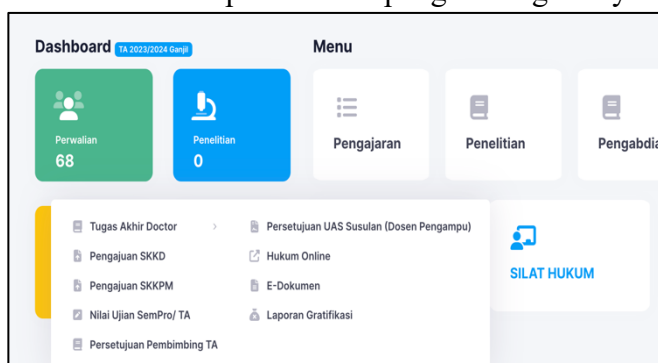 Dashboard TA 2023/2024 Ganjil
Menu
Perwalian
68
Penelitian
0
Pengajaran
Penelitian
Pengabdia
Tugas Akhir Doctor
Pengajuan SKKD
Pengajuan SKKPM
Nilai Ujian SemPro/ TA
Persetujuan Pembimbing TA
Persetujuan UAS Susulan (Dosen Pengampu)
Hukum Online
E-Dokumen
Laporan Gratifikasi
SILAT HUKUM